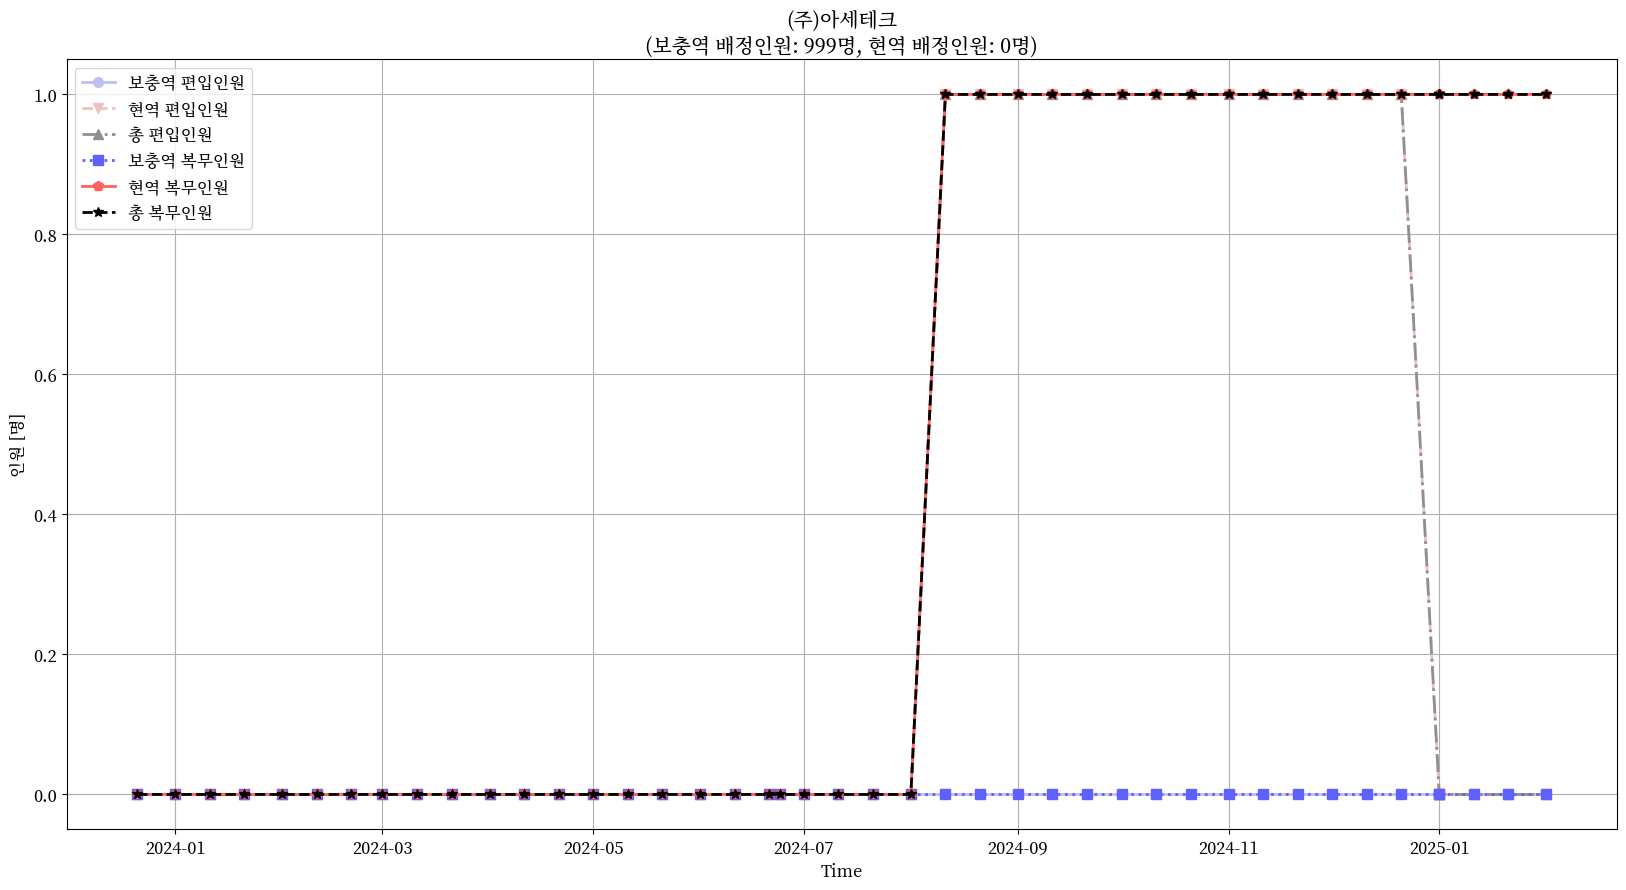 (주)아세테크
(보충역 배정인원: 999명, 현역 배정인원: 0명)
보충역 편입인원
현역 편입인원
총 편입인원
보충역 복무인원
현역 복무인원
총 복무인원
1.0
0.8
0.6
0.4
0.2
0.0
인원 [명]
2024-01
2024-03
2024-05
2024-07
2024-09
2024-11
2025-01
Time